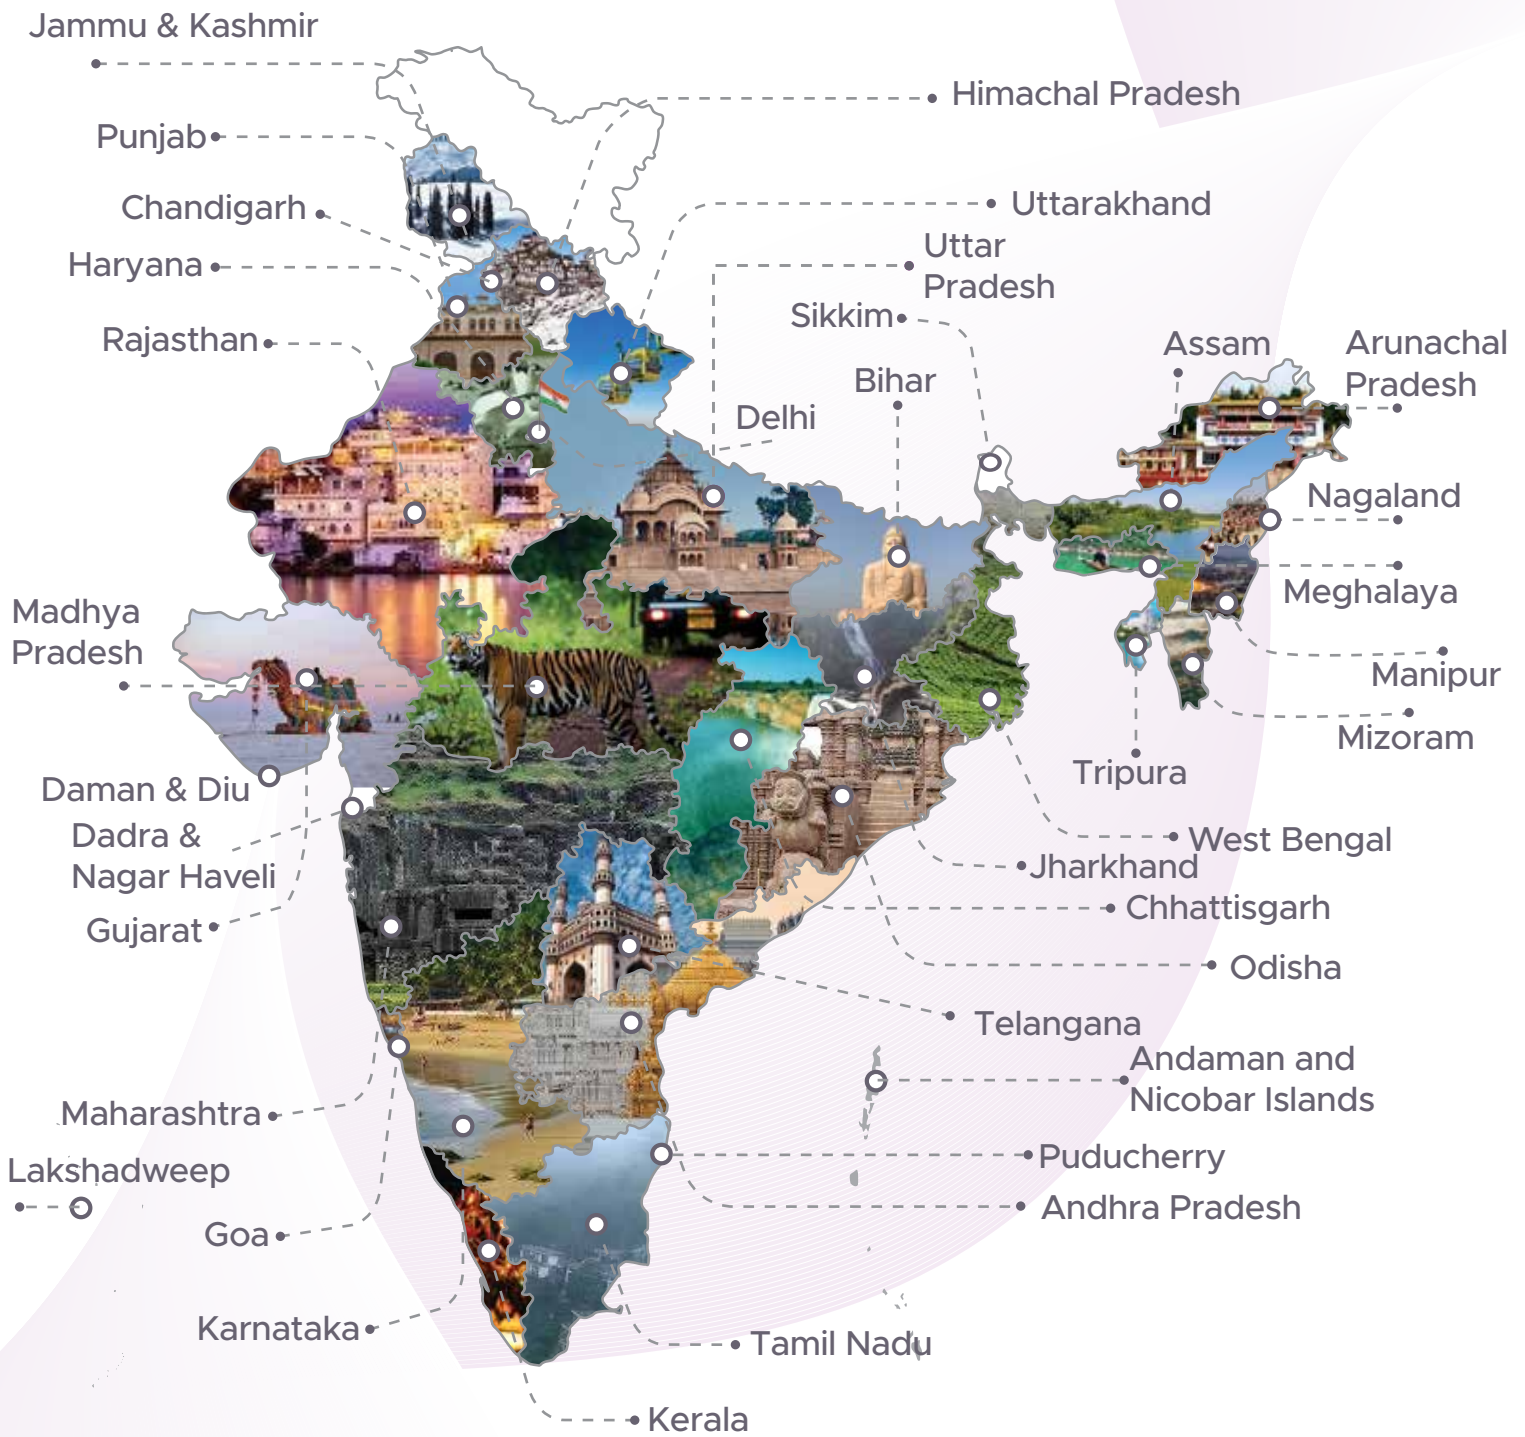 Jammu & Kashmir
Himachal Pradesh
Punjab
Chandigarh
Uttarakhand
Haryana
Uttar
Pradesh
Sikkim
Rajasthan
Assam
Arunachal
Pradesh
Bihar
Delhi
Nagaland
Meghalaya
Madhya
Pradesh
Manipur
Mizoram
Tripura
Daman & Diu
Dadra &
Nagar Haveli
West Bengal
Jharkhand
Chhattisgarh
Gujarat
Odisha
Telangana
Andaman and
Nicobar Islands
Maharashtra
Puducherry
Lakshadweep
Andhra Pradesh
Goa
Karnataka
Tamil Nadu
Kerala